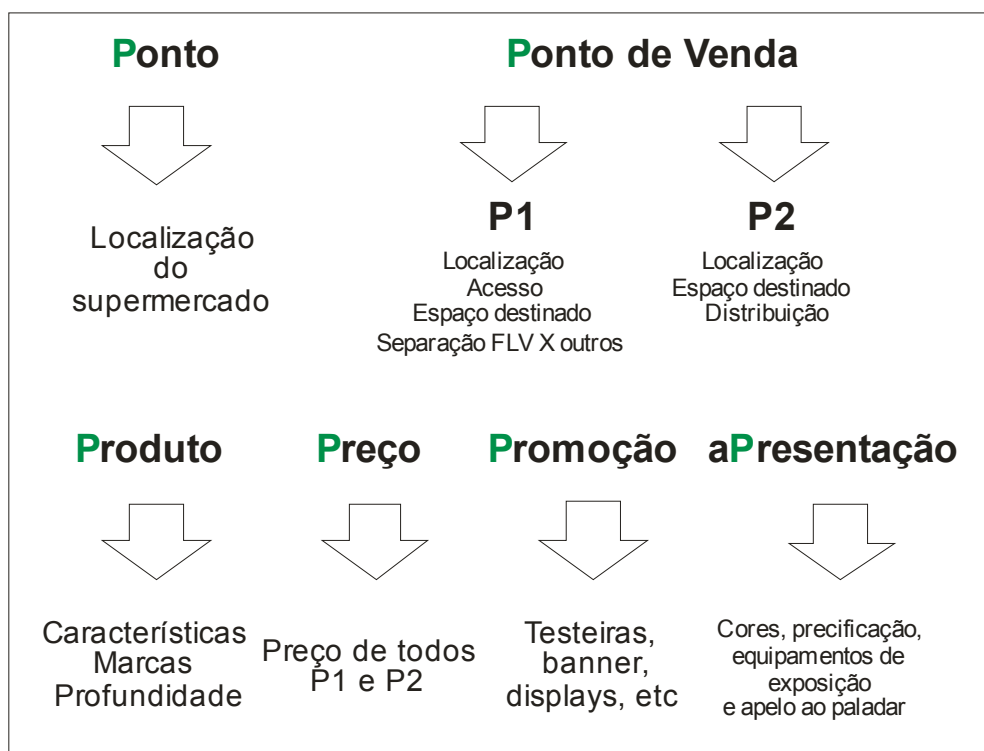 Ponto
Ponto de Venda
Localização
do
supermercado
P1
Localização
Acesso
Espaço destinado
Separação FLV X outros
P2
Localização
Espaço destinado
Distribuição
Produto
Preço
Promoção
aPresentação
Características
Marcas
Profundidade
Preço de todos
P1 e P2
Testeiras,
banner,
displays, etc
Cores, precificação,
equipamentos de
exposição
e apelo ao paladar